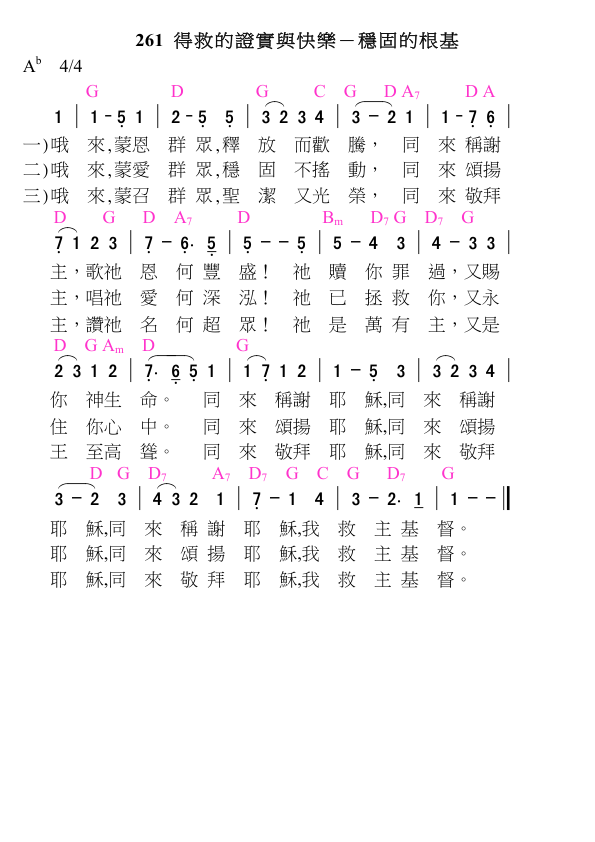 261 得救的證實與快樂－穩固的根基
A♭ 4/4
G D G C G D A7 D A
1 | 1 - 5̣ 1 | 2 - 5̣ 5̣ | 3 2 3 4 | 3 - 2 1 | 1 - 7̣ 6̣ |
一)哦 來,蒙恩 群 眾,釋 放 而歡 騰， 同 來 稱謝
二)哦 來,蒙愛 群 眾,穩 固 不搖 動， 同 來 頌揚
三)哦 來,蒙召 群 眾,聖 潔 又光 榮， 同 來 敬拜
D G D A7 D Bm D7 G D7 G
7̣ 1 2 3 | 7̣ - 6̣. 5̣ | 5̣ - - 5̣ | 5 - 4 3 | 4 - 3 3 |
主，歌祂 恩 何 豐 盛！ 祂 贖 你 罪 過，又賜
主，唱祂 愛 何 深 泓！ 祂 已 拯 救 你，又永
主，讚祂 名 何 超 眾！ 祂 是 萬 有 主，又是
D G Am D G
2 3 1 2 | 7̣. 6̣ 5̣ 1 | 1 7̣ 1 2 | 1 - 5̣ 3 | 3 2 3 4 |
你 神生 命。 同 來 稱謝 耶 穌,同 來 稱謝
住 你心 中。 同 來 頌揚 耶 穌,同 來 頌揚
王 至高 聳。 同 來 敬拜 耶 穌,同 來 敬拜
D G D7 A7 D7 G C G D7 G
3 - 2 3 | 4 3 2 1 | 7̣ - 1 4 | 3 - 2. 1 | 1 - - ‖
耶 穌,同 來 稱 謝 耶 穌,我 救 主 基 督。
耶 穌,同 來 頌 揚 耶 穌,我 救 主 基 督。
耶 穌,同 來 敬 拜 耶 穌,我 救 主 基 督。